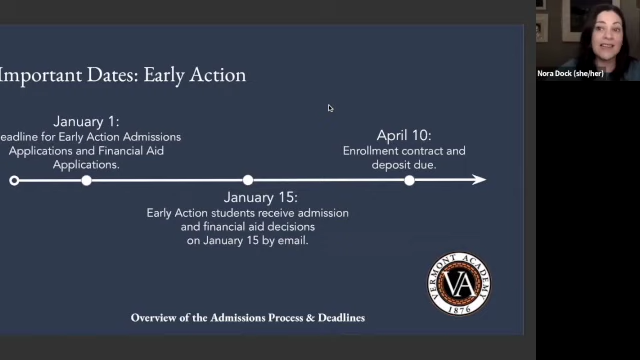 Important Dates: Early Action
January 1:
eadline for Early Action Admissions
Applications and Financial Aid
Applications.
April 10:
Enrollment contract and
deposit due.
January 15:
Early Action students receive admission
and financial aid decisions
on January 15 by email.
VERMONT ACADEMY
VA
1876
Overview of the Admissions Process & Deadlines
Nora Dock (she/her)